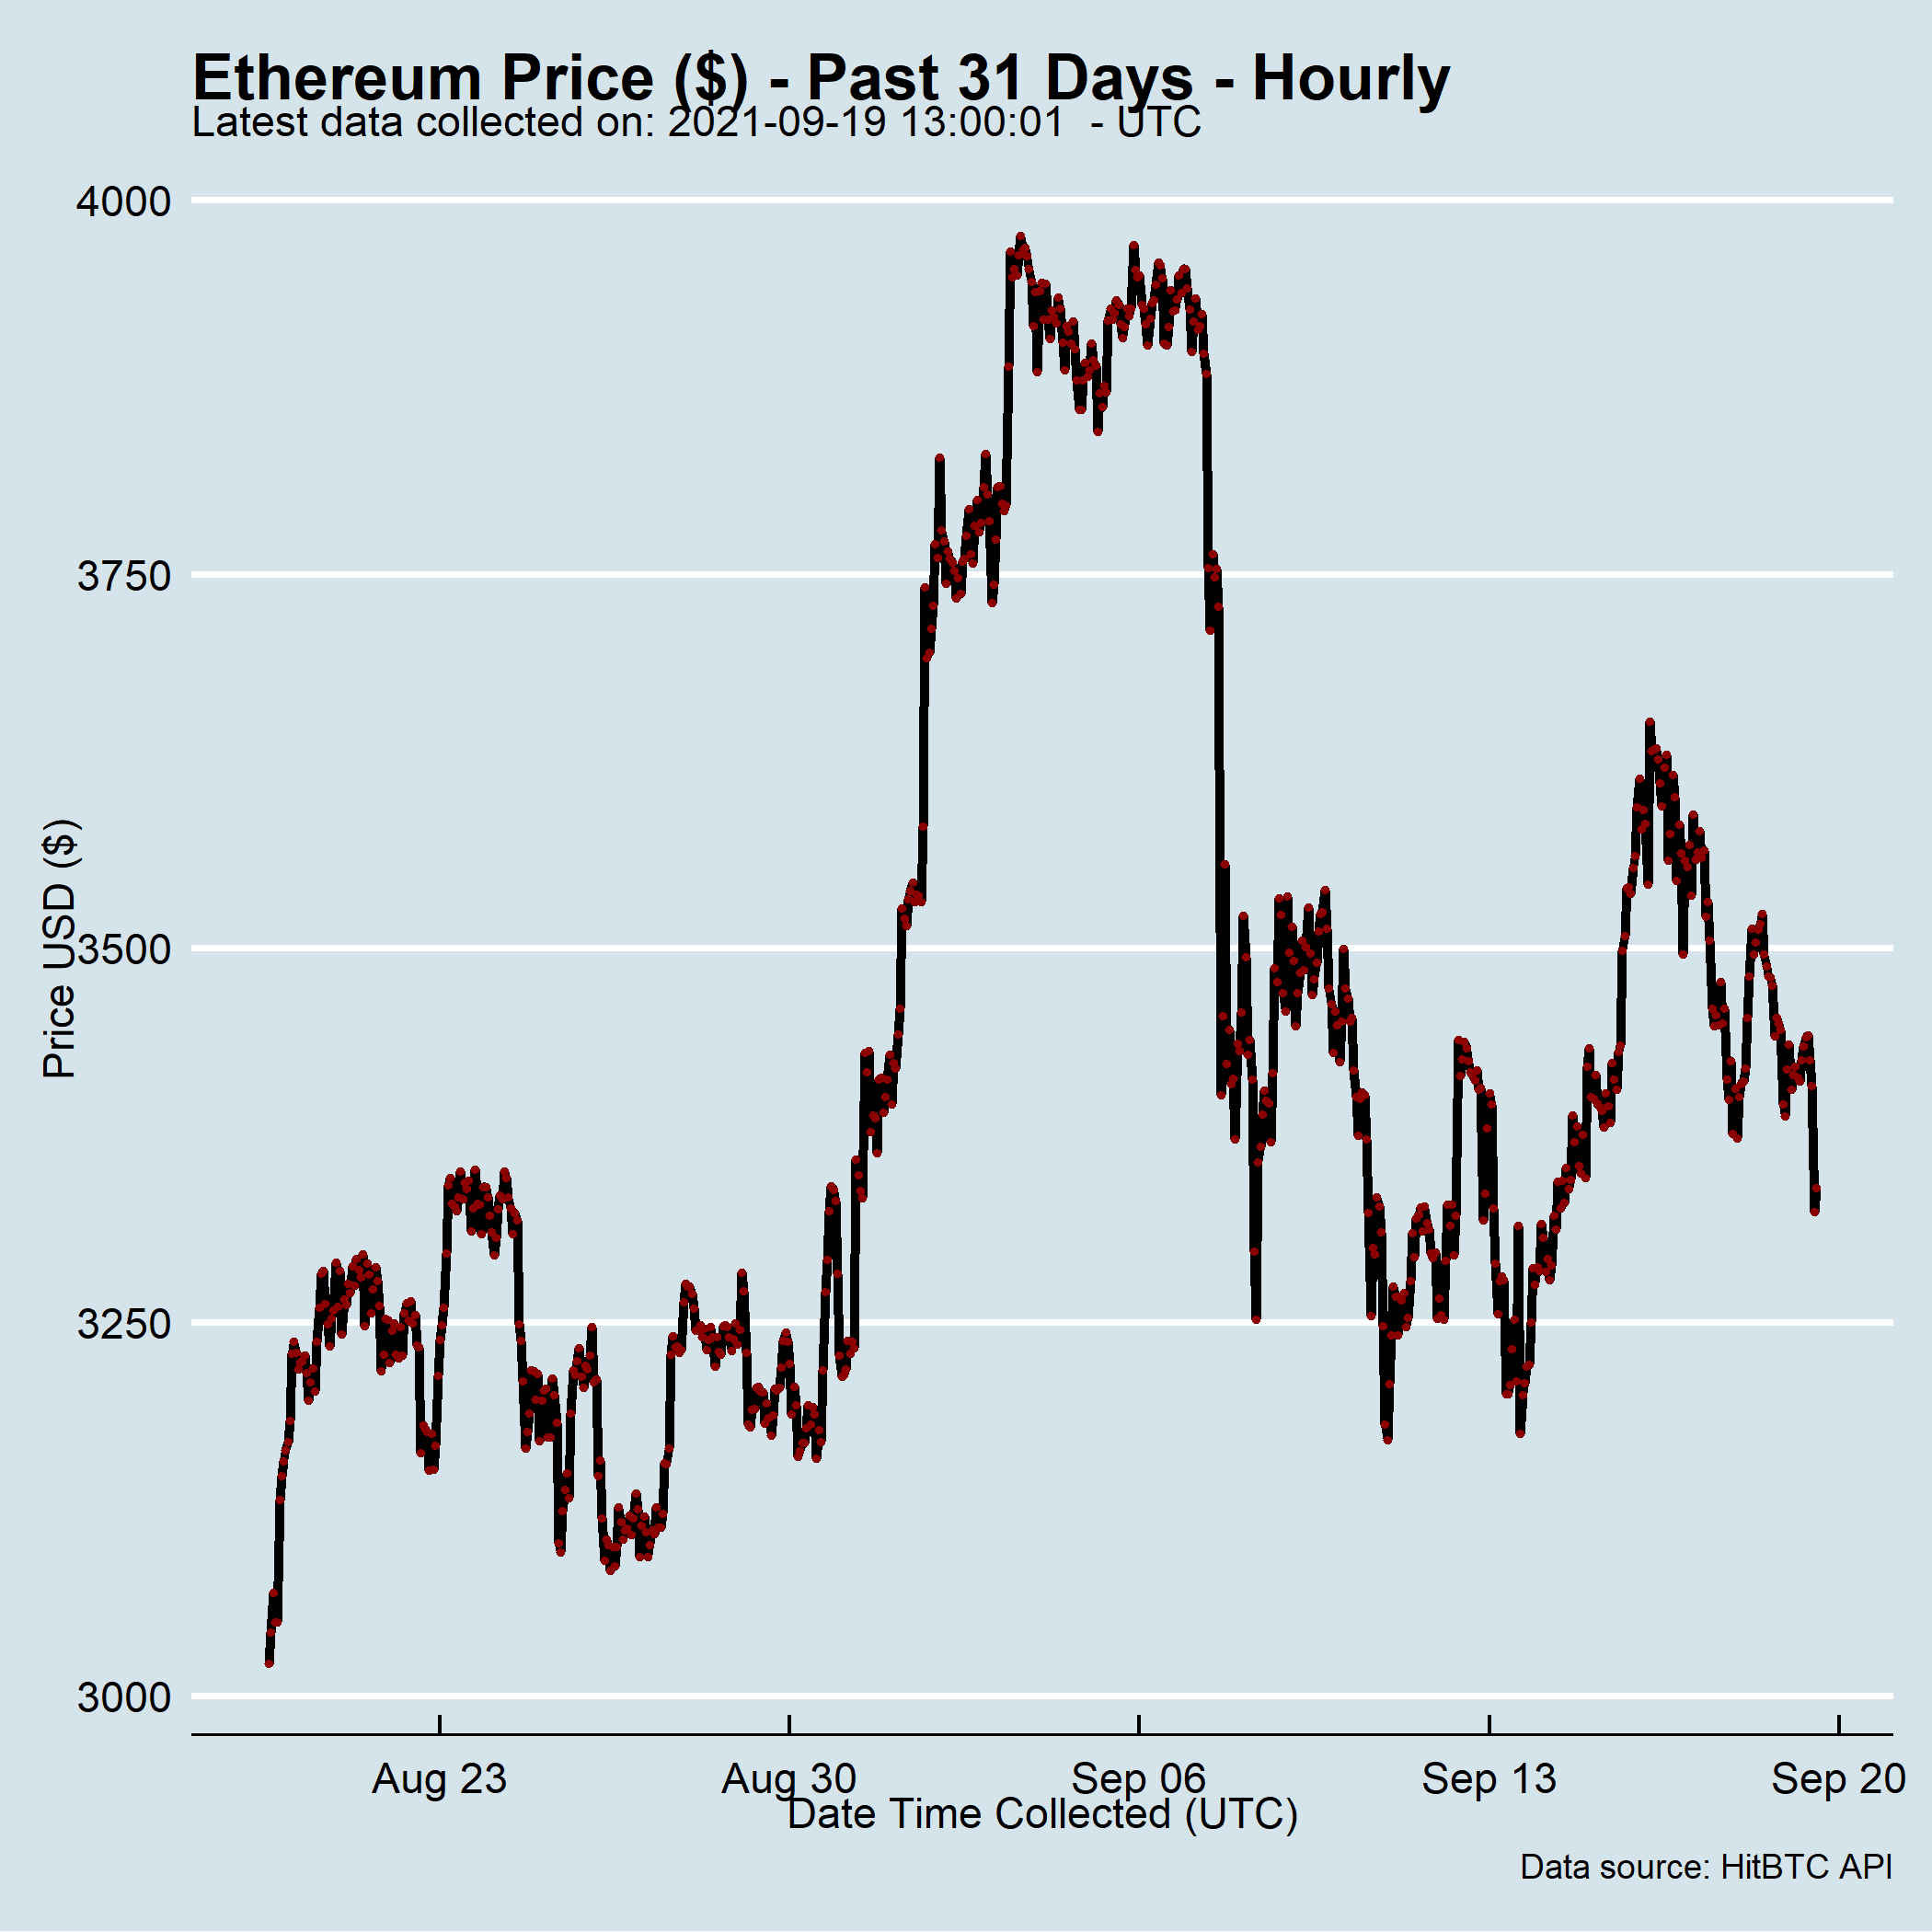 Ethereum Price ($) - Past 31 Days - Hourly
Latest data collected on: 2021-09-19 13:00:01  - UTC
4000
3750
3500
3250
3000
Price USD ($)
Aug 23 Aug 30 Sep 06 Sep 13 Sep 20
Date Time Collected (UTC)
Data source: HitBTC API